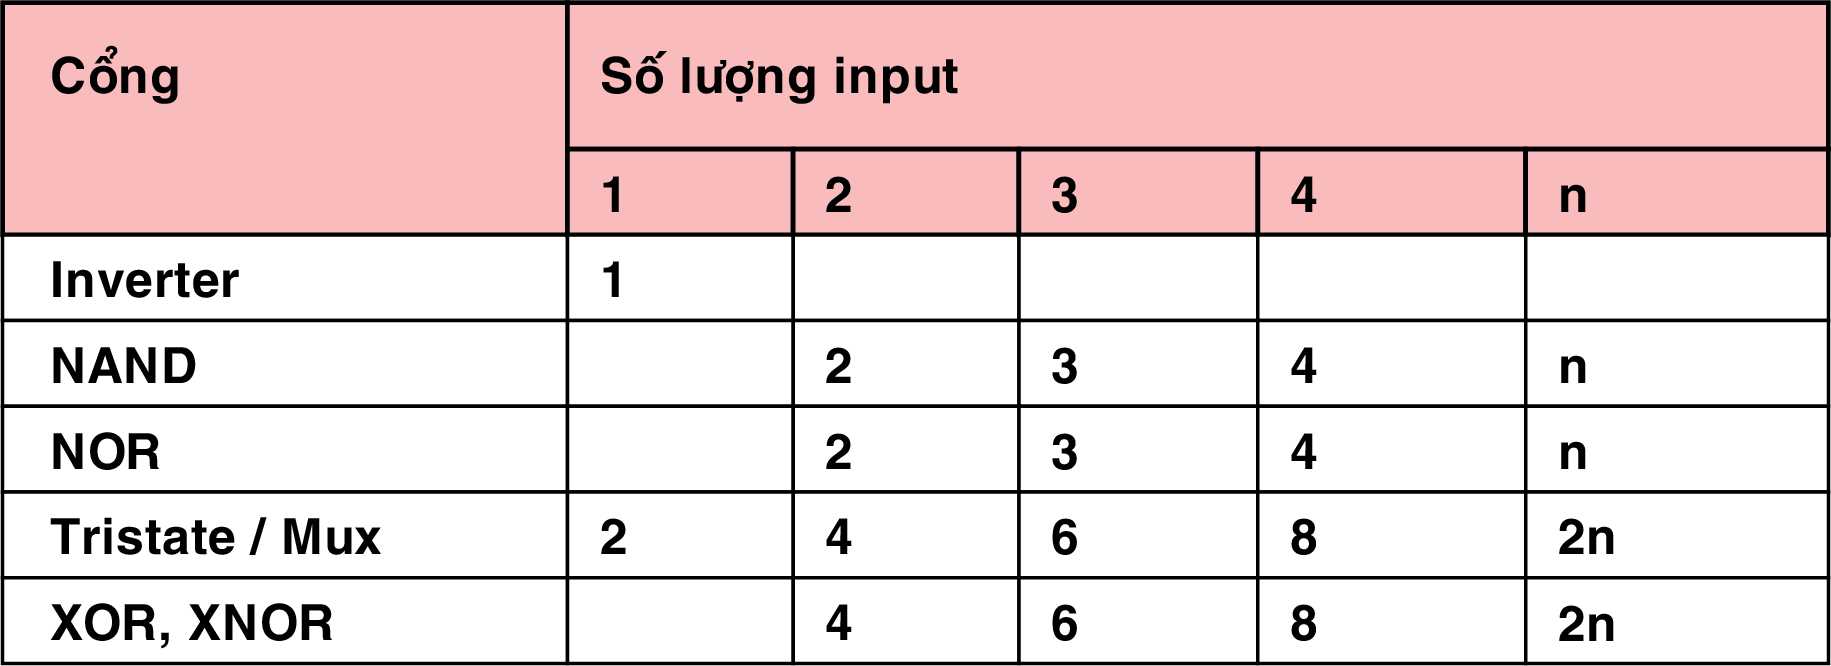 Cổng Số lượng input
1 2 3 4 n
Inverter 1
NAND 2 3 4 n
NOR 2 3 4 n
Tristate / Mux 2 4 6 8 2n
XOR, XNOR 4 6 8 2n